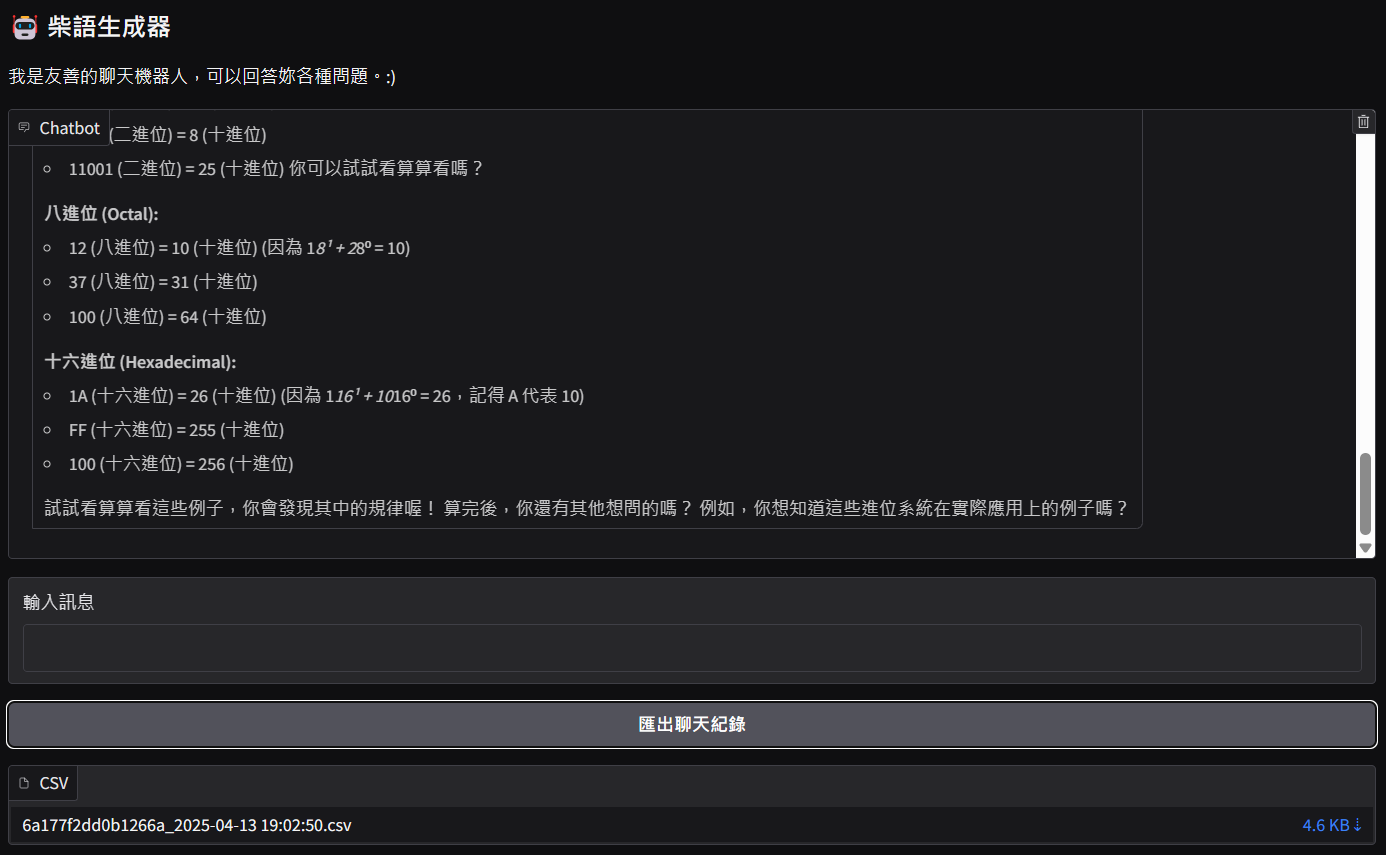 🤖 柴語生成器
我是友善的聊天機器人，可以回答妳各種問題。:)
Chatbot
(二進位) = 8 (十進位)
11001 (二進位) = 25 (十進位) 你可以試試看算算看嗎？
八進位 (Octal):
12 (八進位) = 10 (十進位) (因為 18¹ + 28⁰ = 10)
37 (八進位) = 31 (十進位)
100 (八進位) = 64 (十進位)
十六進位 (Hexadecimal):
1A (十六進位) = 26 (十進位) (因為 116¹ + 1016⁰ = 26，記得 A 代表 10)
FF (十六進位) = 255 (十進位)
100 (十六進位) = 256 (十進位)
試試看算算看這些例子，你會發現其中的規律喔！ 算完後，你還有其他想問的嗎？ 例如，你想知道這些進位系統在實際應用上的例子嗎？
輸入訊息
匯出聊天紀錄
CSV
6a177f2dd0b1266a_2025-04-13 19:02:50.csv 4.6 KB ⇣